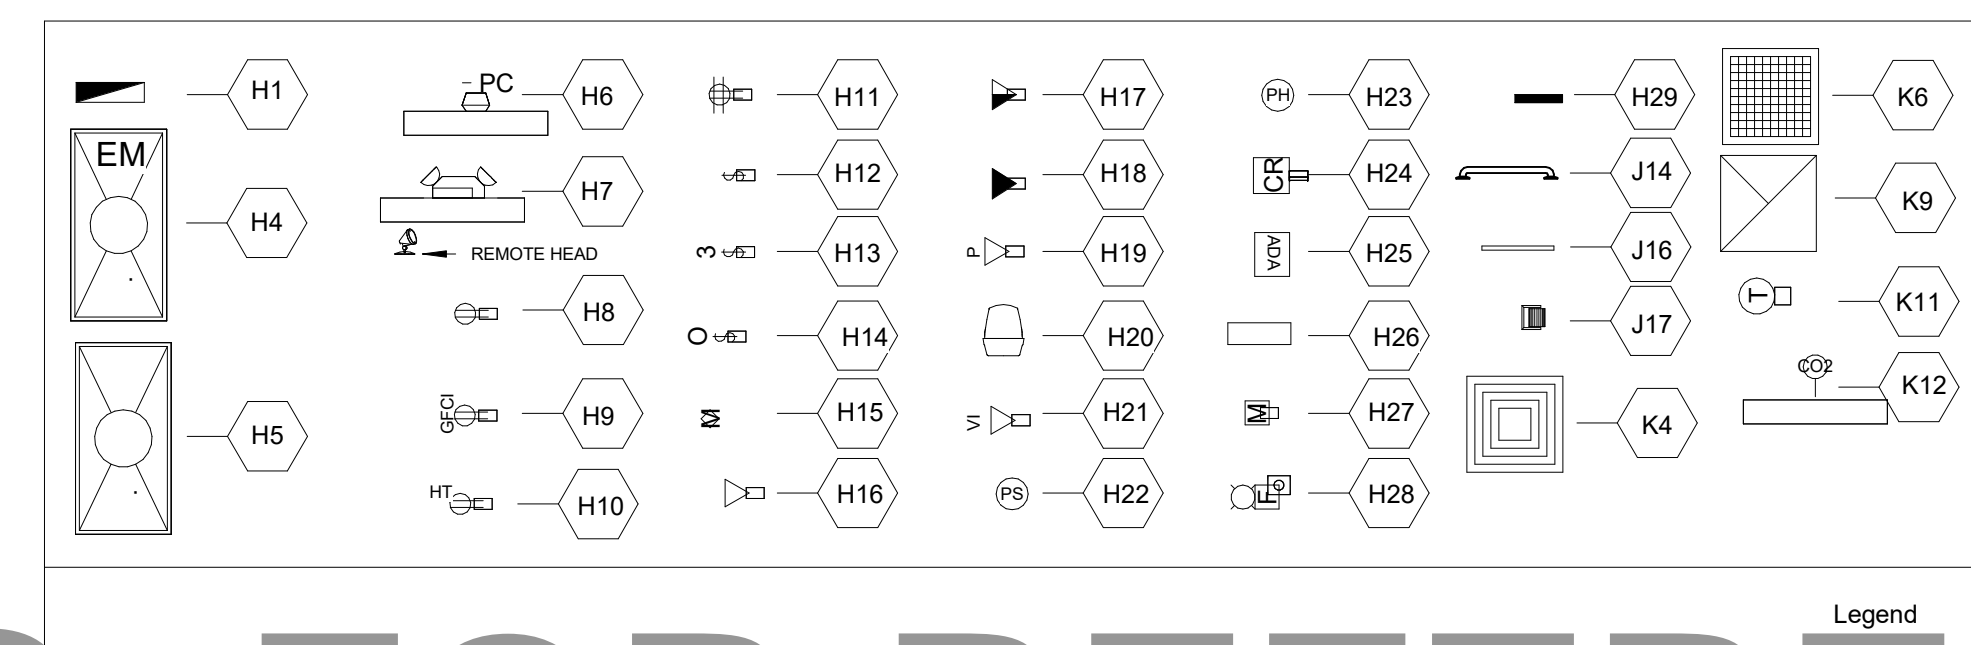 H1
EM
H4
H5
PC
H6
H7
REMOTE HEAD
H8
GFCI
H9
HT
H10
H11
H12
3
H13
O
H14
M
H15
H16
H17
H18
P
H19
H20
VI
H21
PS
H22
PH
H23
CR
H24
ADA
H25
H26
M
H27
F
H28
H29
J14
J16
J17
K4
K6
K9
T
K11
CO2
K12
Legend